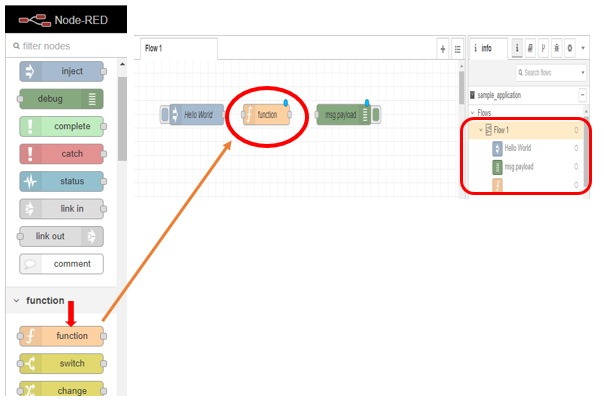 Node-RED
filter nodes
inject
debug
complete
catch
status
link in
link out
comment
function
function
switch
change
Flow 1
Hello World
function
msg.payload
info
Search flows
sample_application
Flows
Flow 1
Hello World
msg.payload